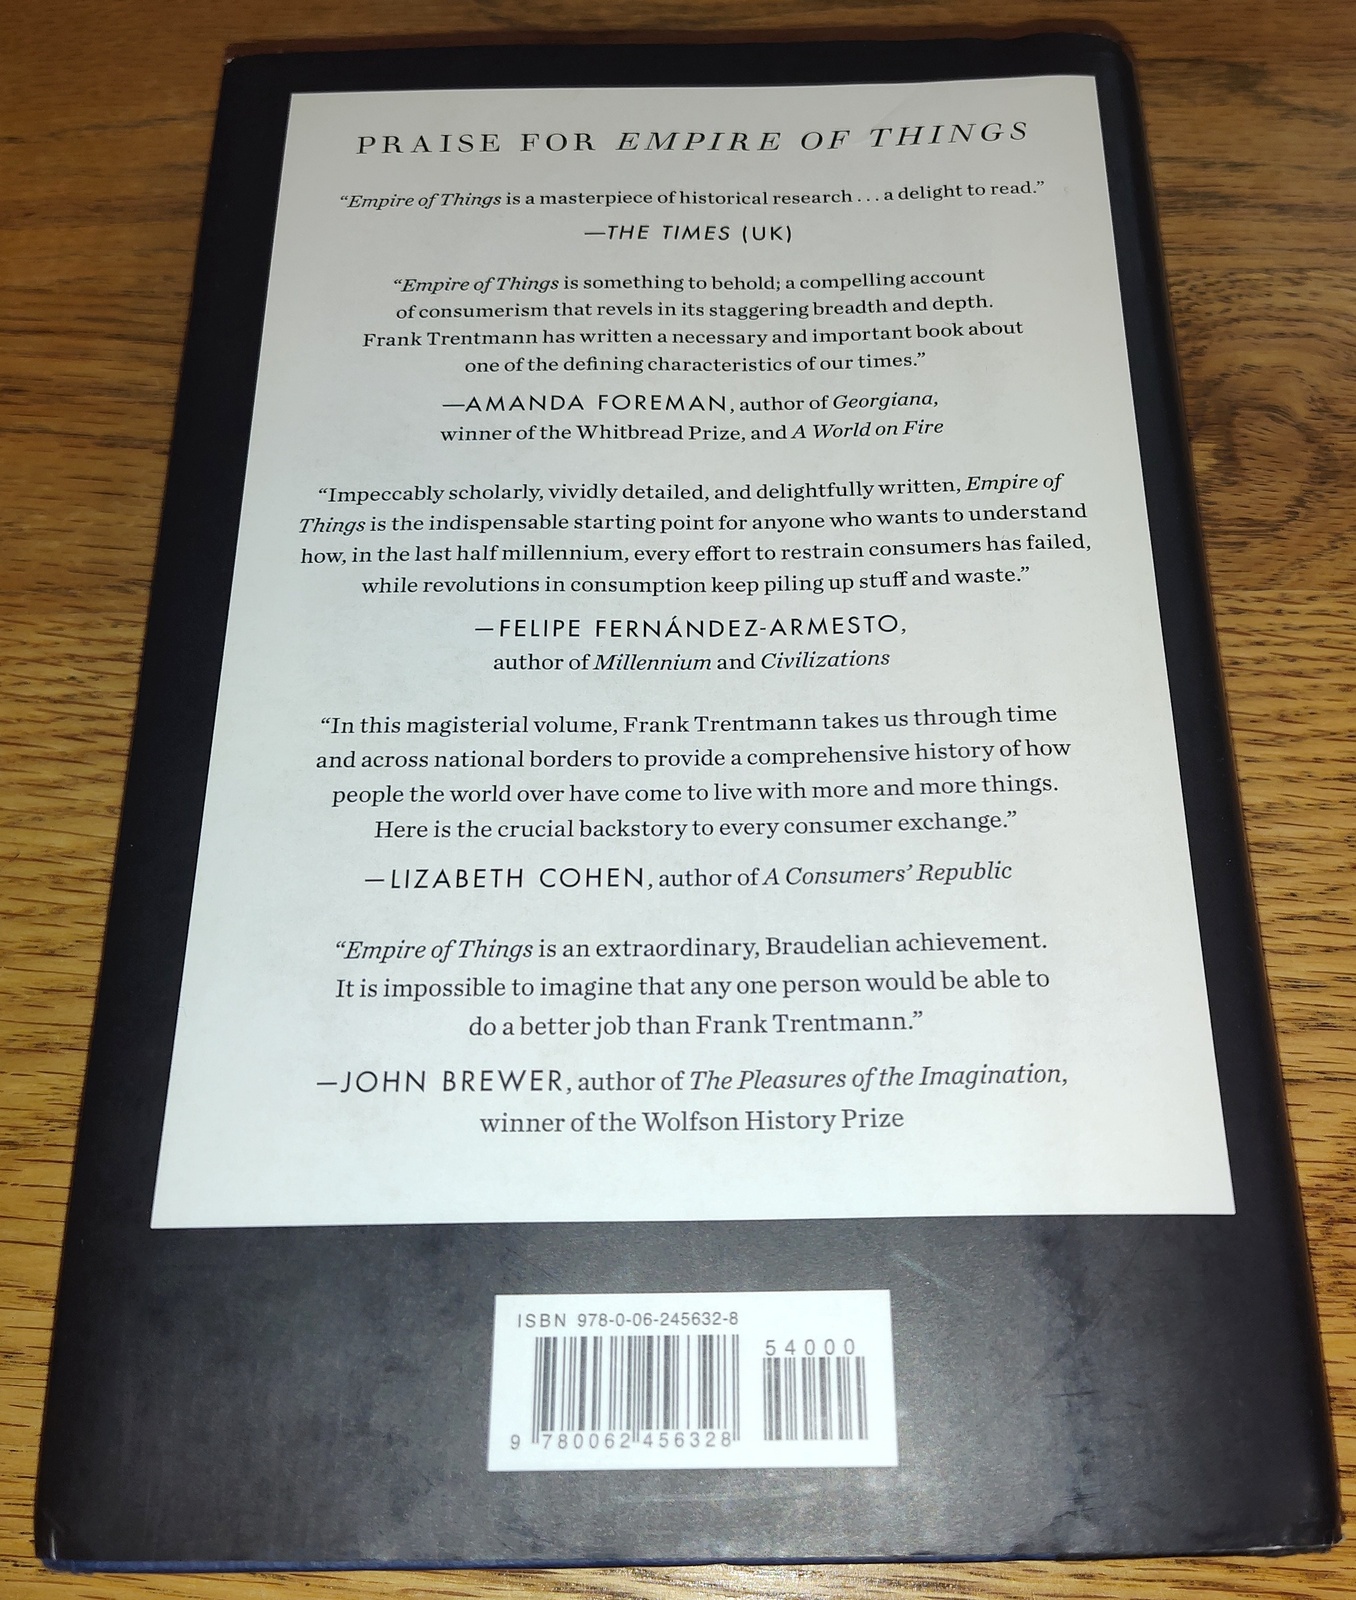 PRAISE FOR EMPIRE OF THINGS
“Empire of Things is a masterpiece of historical research . . . a delight to read.”
—THE TIMES (UK)
“Empire of Things is something to behold; a compelling account
of consumerism that revels in its staggering breadth and depth.
Frank Trentmann has written a necessary and important book about
one of the defining characteristics of our times.”
—AMANDA FOREMAN, author of Georgiana,
winner of the Whitbread Prize, and A World on Fire
“Impeccably scholarly, vividly detailed, and delightfully written, Empire of
Things is the indispensable starting point for anyone who wants to understand
how, in the last half millennium, every effort to restrain consumers has failed,
while revolutions in consumption keep piling up stuff and waste.”
—FELIPE FERNÁNDEZ-ARMESTO,
author of Millennium and Civilizations
“In this magisterial volume, Frank Trentmann takes us through time
and across national borders to provide a comprehensive history of how
people the world over have come to live with more and more things.
Here is the crucial backstory to every consumer exchange.”
—LIZABETH COHEN, author of A Consumers’ Republic
“Empire of Things is an extraordinary, Braudelian achievement.
It is impossible to imagine that any one person would be able to
do a better job than Frank Trentmann.”
—JOHN BREWER, author of The Pleasures of the Imagination,
winner of the Wolfson History Prize
ISBN 978-0-06-245632-8
54000
9 780062 456328